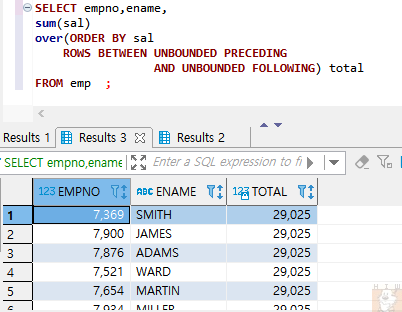 SELECT empno,ename,
sum(sal)
over(ORDER BY sal
ROWS BETWEEN UNBOUNDED PRECEDING
AND UNBOUNDED FOLLOWING) total
FROM emp ;
Results 1 Results 3 Results 2
SELECT empno,ename Enter a SQL expression to fi
123 EMPNO ABC ENAME 123 TOTAL
1 7,369 SMITH 29,025
2 7,900 JAMES 29,025
3 7,876 ADAMS 29,025
4 7,521 WARD 29,025
5 7,654 MARTIN 29,025
6 7,934 MILLER 29,025